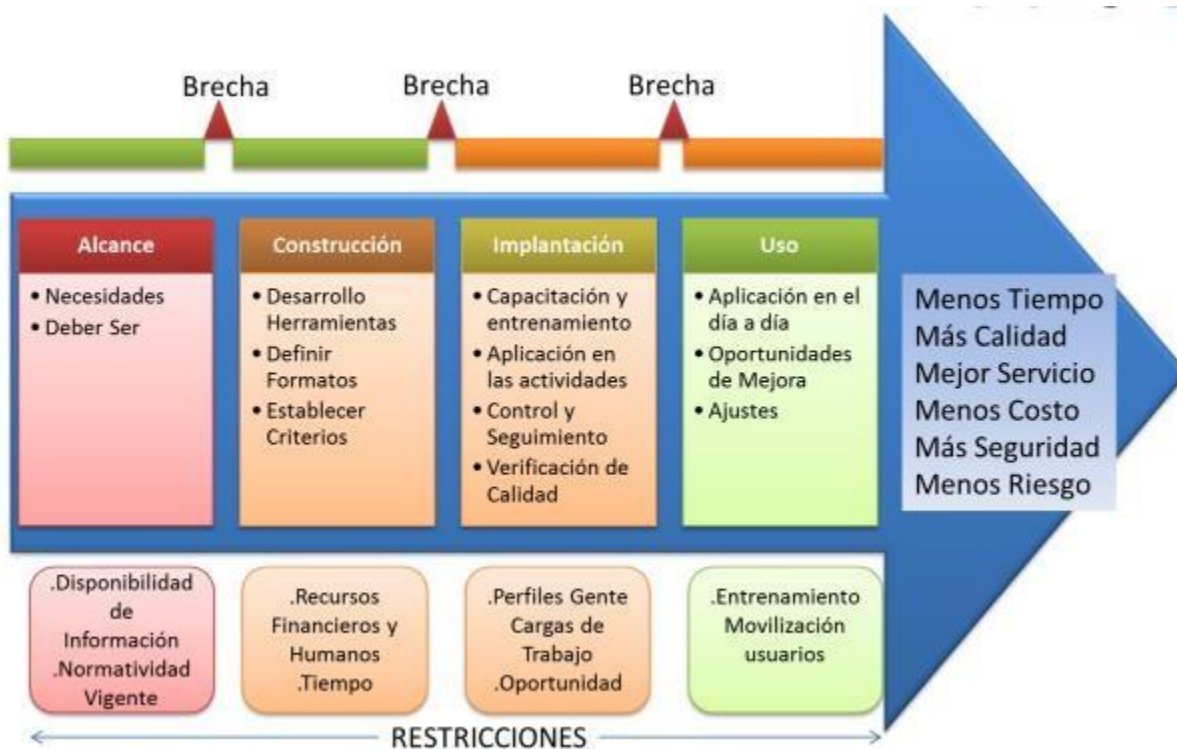 Brecha
Brecha
Brecha
Alcance
• Necesidades
• Deber Ser
Construcción
• Desarrollo
Herramientas
• Definir
Formatos
• Establecer
Criterios
Implantación
• Capacitación y
entrenamiento
• Aplicación en
las actividades
• Control y
Seguimiento
• Verificación de
Calidad
Uso
• Aplicación en el
día a día
• Oportunidades
de Mejora
• Ajustes
Menos Tiempo
Más Calidad
Mejor Servicio
Menos Costo
Más Seguridad
Menos Riesgo
.Disponibilidad
de
Información
.Normatividad
Vigente
.Recursos
Financieros y
Humanos
.Tiempo
.Perfiles Gente
Cargas de
Trabajo
.Oportunidad
.Entrenamiento
Movilización
usuarios
RESTRICCIONES